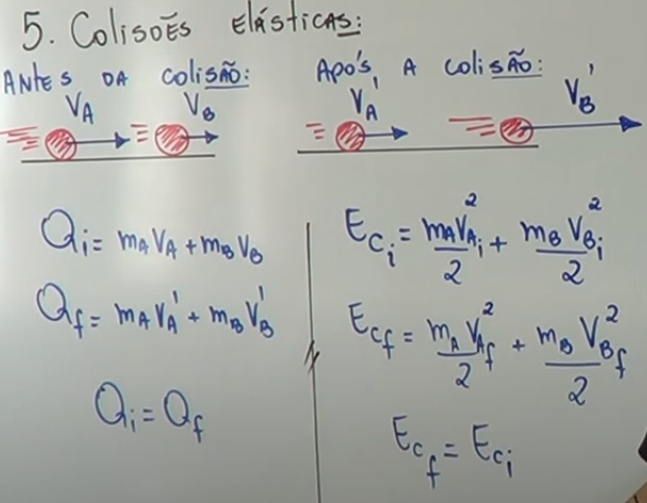 5. Colisões elásticas:
Antes da colisão:
V_A V_B
Após, a colisão:
V_A' V_B'
Q_i = m_A V_A + m_B V_B
Q_f = m_A V_A' + m_B V_B'
Q_i = Q_f
E_{c_i} = \frac{m_A V_{A_i}^2}{2} + \frac{m_B V_{B_i}^2}{2}
E_{c_f} = \frac{m_A V_{A_f}^2}{2} + \frac{m_B V_{B_f}^2}{2}
E_{c_f} = E_{c_i}